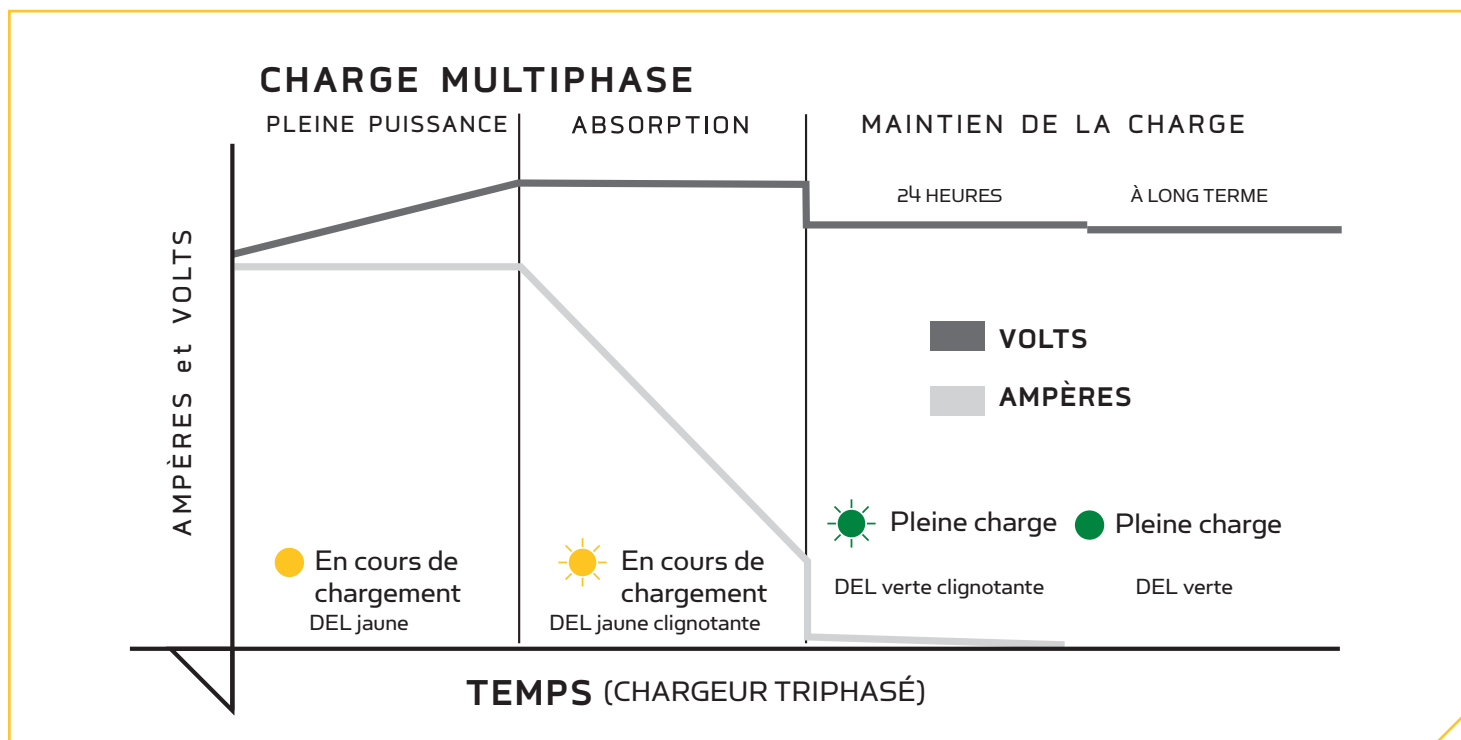 CHARGE MULTIPHASE
PLEINE PUISSANCE
ABSORPTION
MAINTIEN DE LA CHARGE
24 HEURES
À LONG TERME
AMPÈRES et VOLTS
VOLTS
AMPÈRES
En cours de
chargement
DEL jaune
En cours de
chargement
DEL jaune clignotante
Pleine charge
DEL verte clignotante
Pleine charge
DEL verte
TEMPS (CHARGEUR TRIPHASÉ)